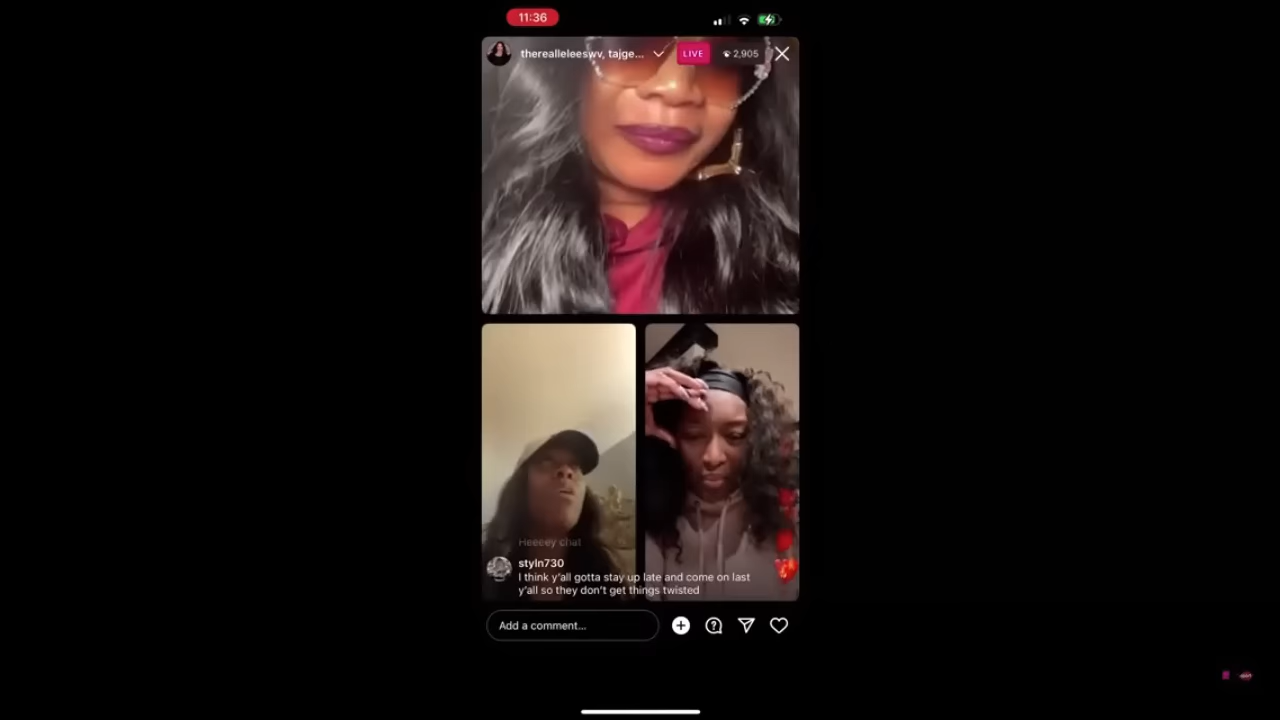 11:36
therealleleeswv, tajge... LIVE 2,905
Heeeey chat
styln730
I think y'all gotta stay up late and come on last
y'all so they don't get things twisted
Add a comment...